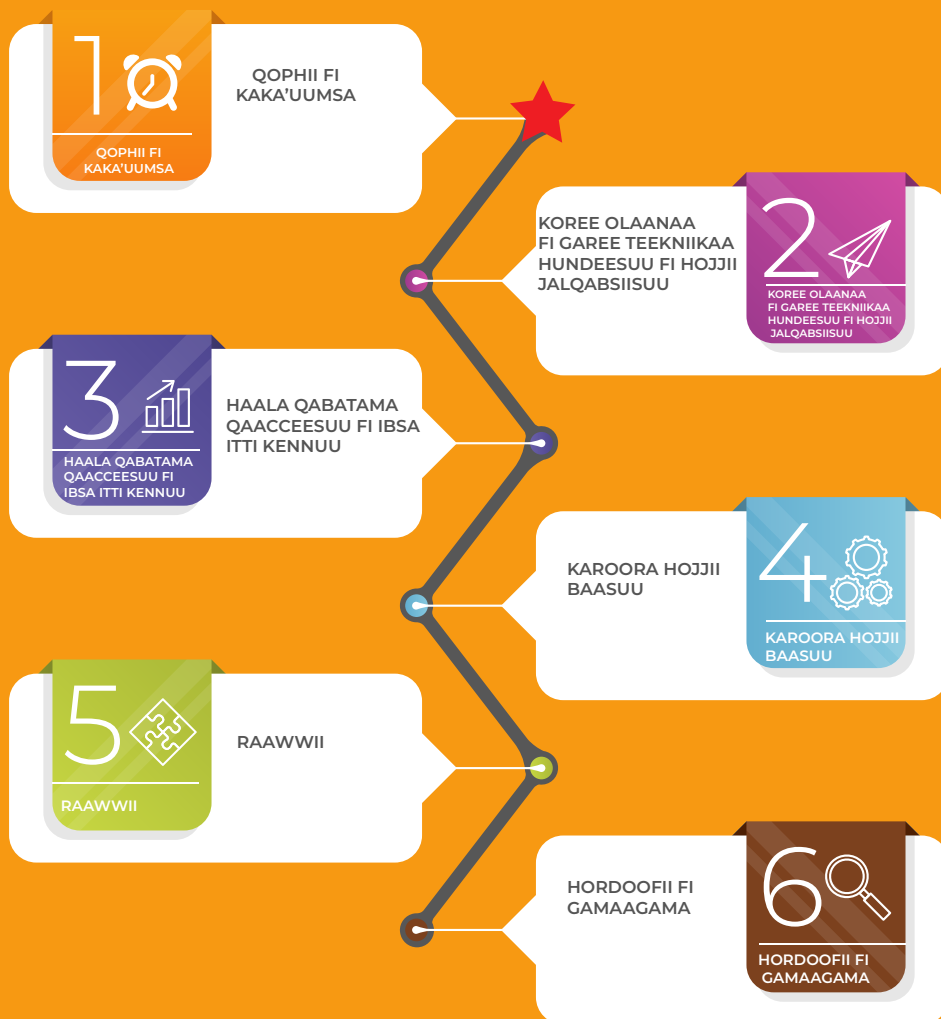 1
QOPHII FI
KAKA'UUMSA
QOPHII FI
KAKA'UUMSA
KOREE OLAANAA
FI GAREE TEEKNIIKAA
HUNDEESUU FI HOJJII
JALQABSIISUU
2
KOREE OLAANAA
FI GAREE TEEKNIIKAA
HUNDEESUU FI HOJJII
JALQABSIISUU
3
HAALA QABATAMA
QAACCEESUU FI
IBSA ITTI KENNUU
HAALA QABATAMA
QAACCEESUU FI IBSA
ITTI KENNUU
KAROORA HOJJII
BAASUU
4
KAROORA HOJJII
BAASUU
5
RAAWWII
RAAWWII
HORDOOFII FI
GAMAAGAMA
6
HORDOOFII FI
GAMAAGAMA